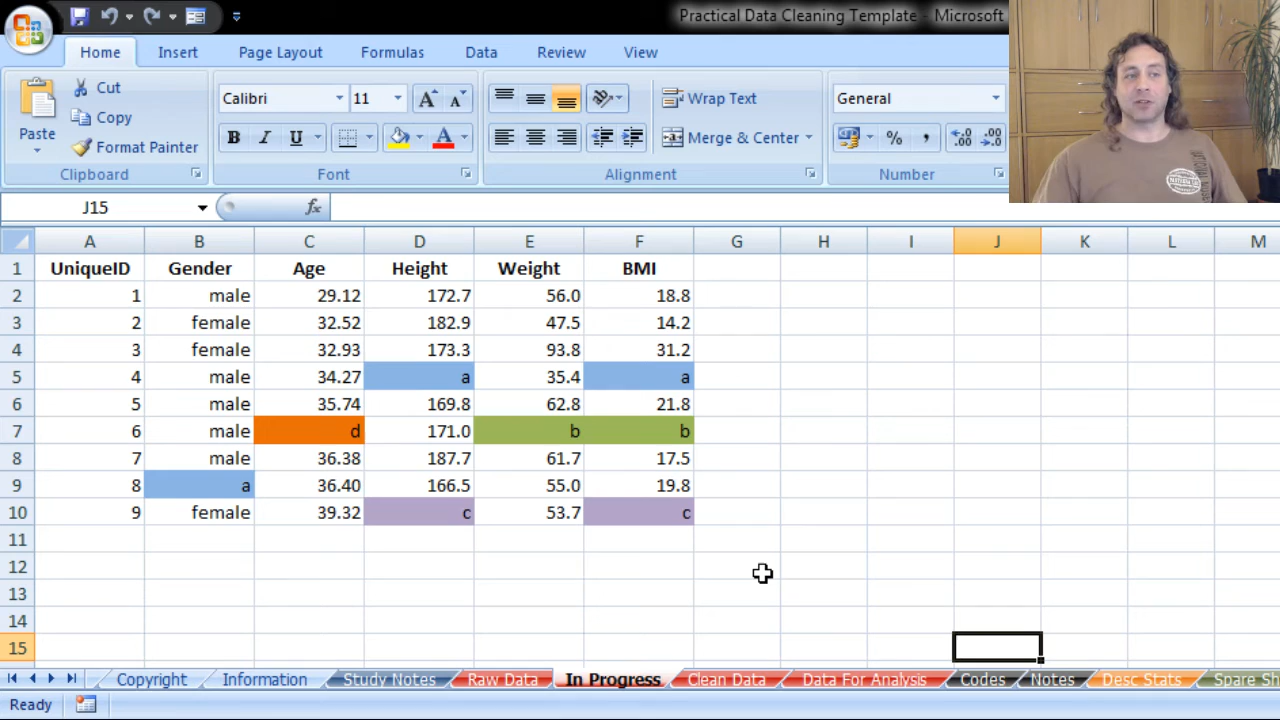 Practical Data Cleaning Template - Microsoft
Home Insert Page Layout Formulas Data Review View
Paste
Cut
Copy
Format Painter
Clipboard
Calibri 11
B I U
Font
Wrap Text
Merge & Center
Alignment
General
% , .0 .00 .00 .0
Number
J15 fx
A B C D E F G H I J K L M
1 UniqueID Gender Age Height Weight BMI
2 1 male 29.12 172.7 56.0 18.8
3 2 female 32.52 182.9 47.5 14.2
4 3 female 32.93 173.3 93.8 31.2
5 4 male 34.27 a 35.4 a
6 5 male 35.74 169.8 62.8 21.8
7 6 male d 171.0 b b
8 7 male 36.38 187.7 61.7 17.5
9 8 a 36.40 166.5 55.0 19.8
10 9 female 39.32 c 53.7 c
11
12
13
14
15
Copyright Information Study Notes Raw Data In Progress Clean Data Data For Analysis Codes Notes Desc Stats Spare Sh
Ready